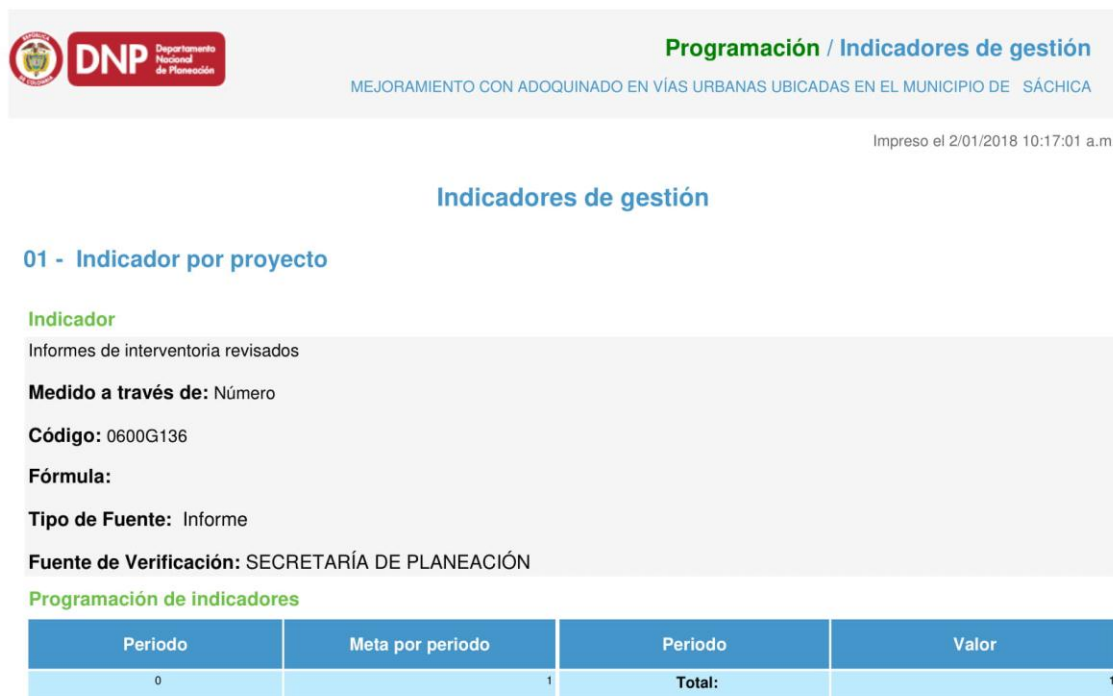 REPÚBLICA
DE COLOMBIA
DNP Departamento
Nacional
de Planeación
Programación / Indicadores de gestión
MEJORAMIENTO CON ADOQUINADO EN VÍAS URBANAS UBICADAS EN EL MUNICIPIO DE SÁCHICA
Impreso el 2/01/2018 10:17:01 a.m
Indicadores de gestión
01 - Indicador por proyecto
Indicador
Informes de interventoria revisados
Medido a través de: Número
Código: 0600G136
Fórmula:
Tipo de Fuente: Informe
Fuente de Verificación: SECRETARÍA DE PLANEACIÓN
Programación de indicadores
Periodo Meta por periodo Periodo Valor
0 1 Total: 1